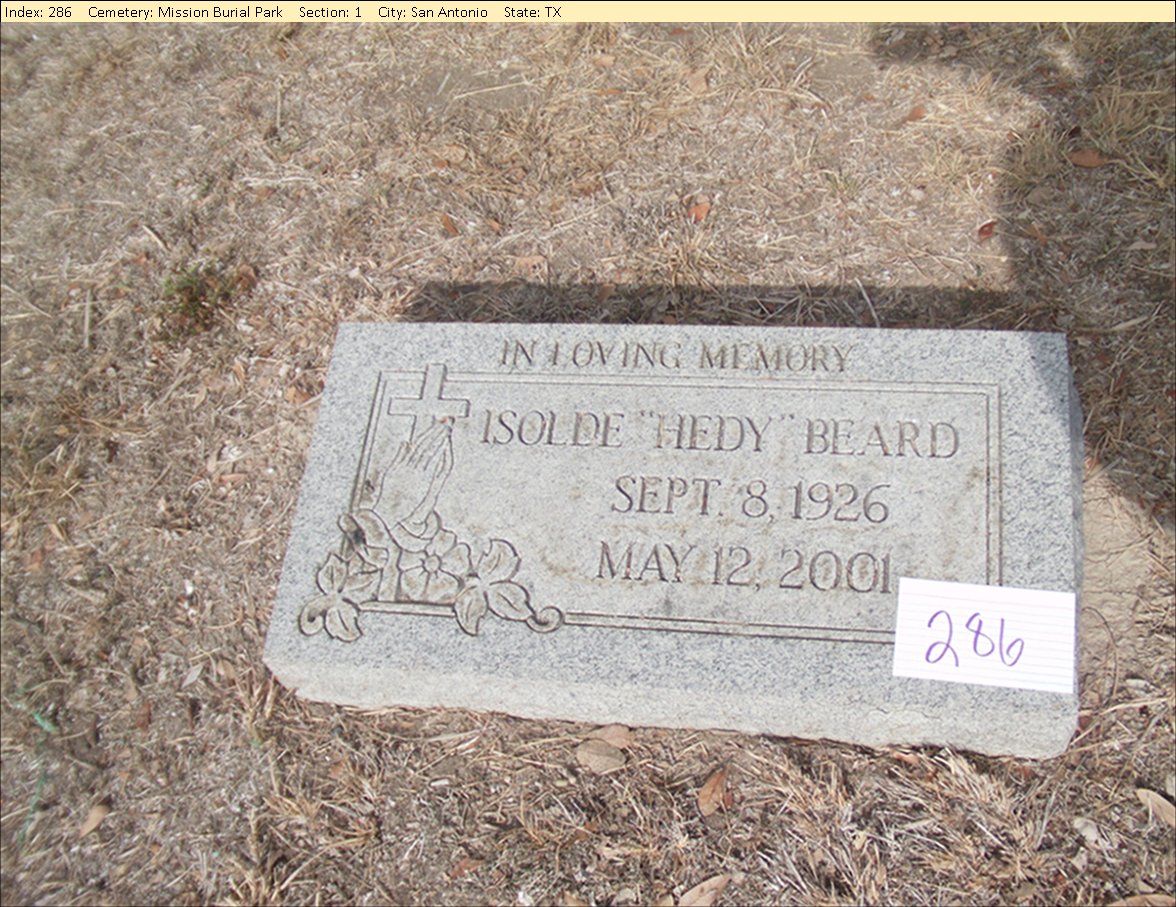 Index: 286 Cemetery: Mission Burial Park Section: 1 City: San Antonio State: TX
IN LOVING MEMORY
ISOLDE "HEDY" BEARD
SEPT. 8, 1926
MAY 12, 2001
286